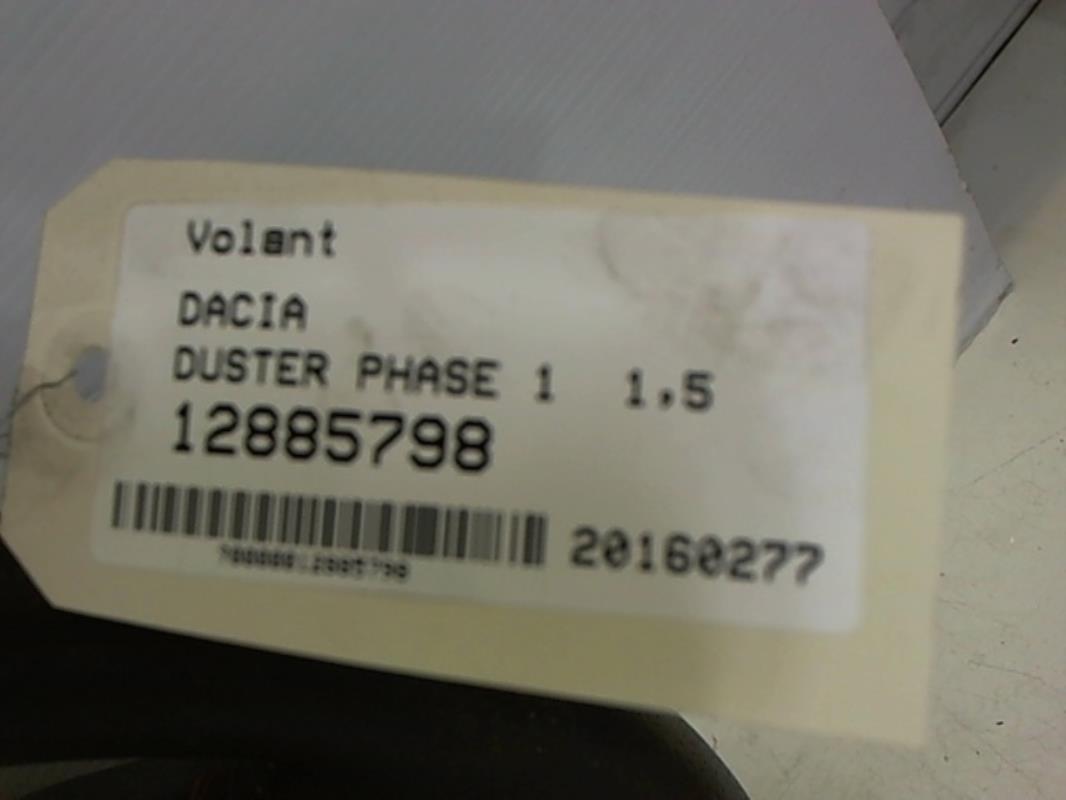 Volant
DACIA
DUSTER PHASE 1 1,5
12885798
20160277